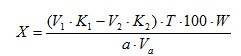 X = (V₁ · K₁ − V₂ · K₂) · T · 100 · W / a · Vₐ